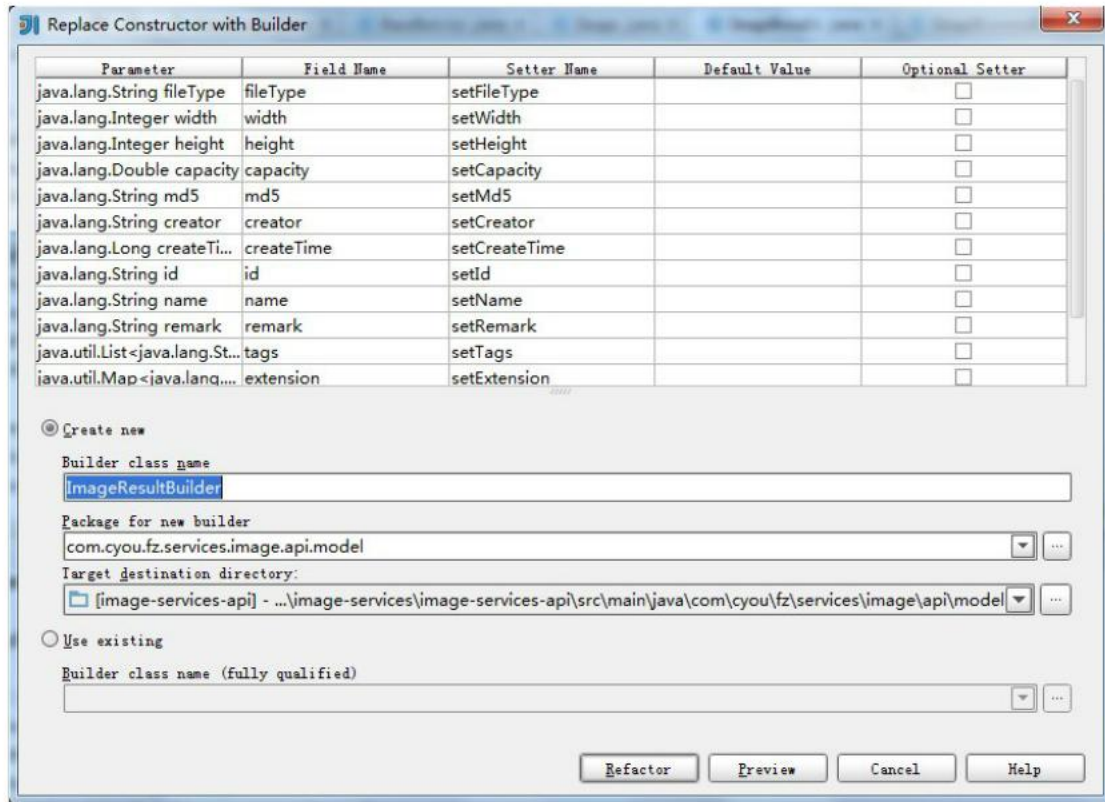 Replace Constructor with Builder
Parameter Field Name Setter Name Default Value Optional Setter
java.lang.String fileType fileType setFileType
java.lang.Integer width width setWidth
java.lang.Integer height height setHeight
java.lang.Double capacity capacity setCapacity
java.lang.String md5 md5 setMd5
java.lang.String creator creator setCreator
java.lang.Long createTi... createTime setCreateTime
java.lang.String id id setId
java.lang.String name name setName
java.lang.String remark remark setRemark
java.util.List<java.lang.St... tags setTags
java.util.Map<java.lang.... extension setExtension
Create new
Builder class name
ImageResultBuilder
Package for new builder
com.cyou.fz.services.image.api.model
...
Target destination directory:
[image-services-api] - ...\image-services\image-services-api\src\main\java\com\cyou\fz\services\image\api\model
...
Use existing
Builder class name (fully qualified)
...
Refactor Preview Cancel Help